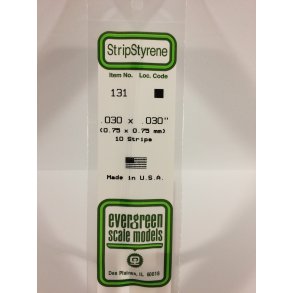 StripStyrene
Item No. Loc. Code
131
.030 x .030"
(0.75 x 0.75 mm)
10 Strips
Made in U.S.A.
evergreen
scale models
Des Plaines, IL 60018